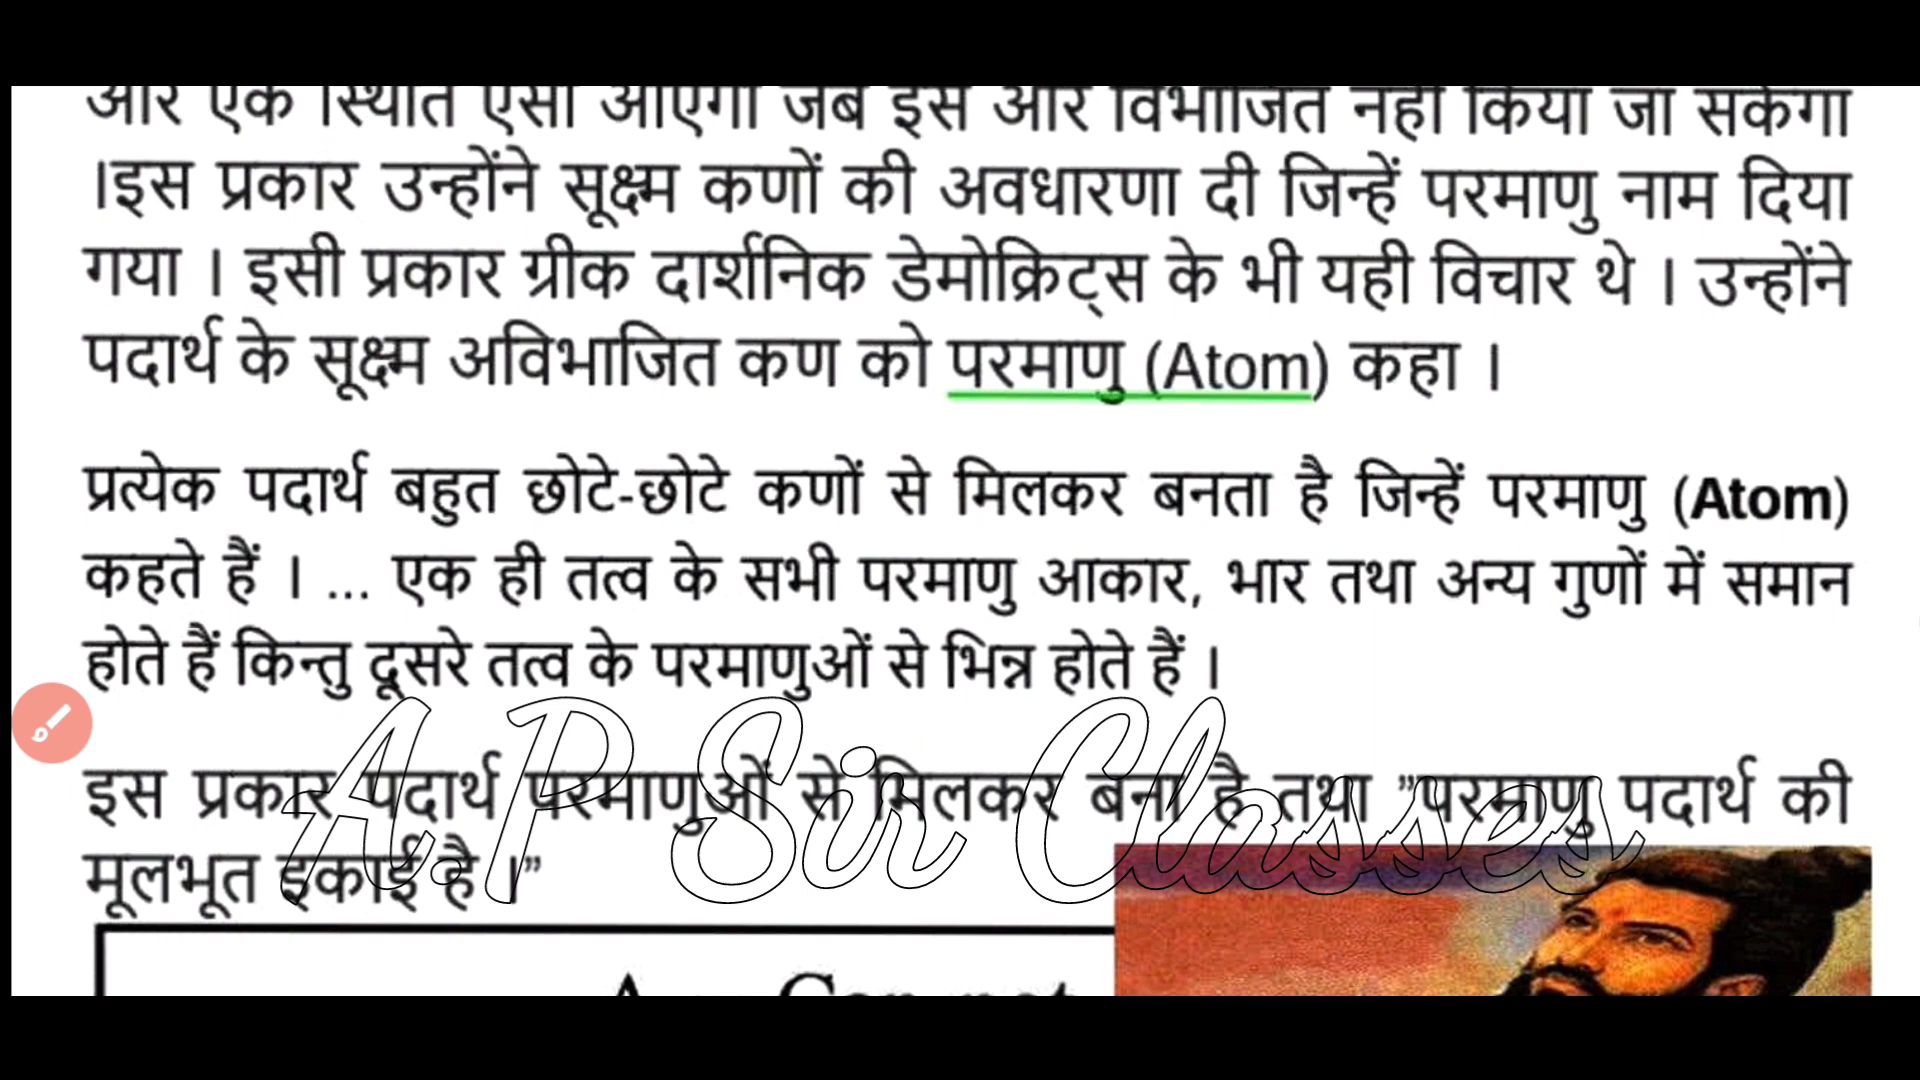 और एक स्थिति ऐसी आएगी जब इसे और विभाजित नहीं किया जा सकेगा
।इस प्रकार उन्होंने सूक्ष्म कणों की अवधारणा दी जिन्हें परमाणु नाम दिया
गया । इसी प्रकार ग्रीक दार्शनिक डेमोक्रिट्स के भी यही विचार थे । उन्होंने
पदार्थ के सूक्ष्म अविभाजित कण को परमाणु (Atom) कहा ।
प्रत्येक पदार्थ बहुत छोटे-छोटे कणों से मिलकर बनता है जिन्हें परमाणु (Atom)
कहते हैं । ... एक ही तत्व के सभी परमाणु आकार, भार तथा अन्य गुणों में समान
होते हैं किन्तु दूसरे तत्व के परमाणुओं से भिन्न होते हैं ।
A.P Sir Classes
इस प्रकार पदार्थ परमाणुओं से मिलकर बना है तथा ”परमाणु पदार्थ की
मूलभूत इकाई है ।”